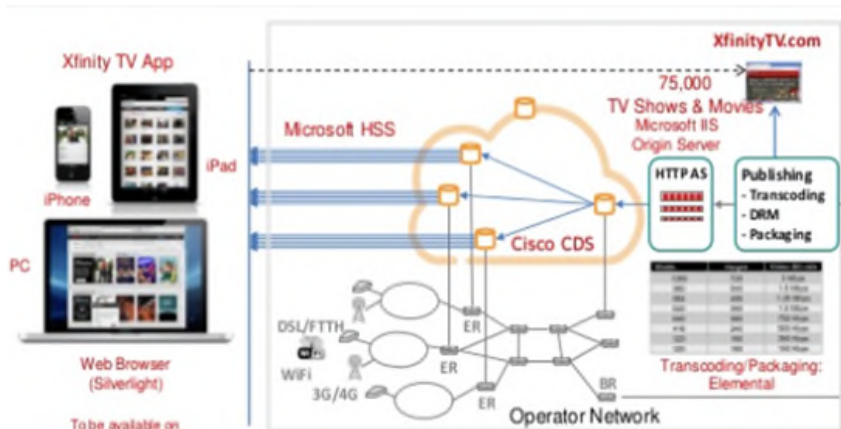 XfinityTV.com
Xfinity TV App
75,000
TV Shows & Movies
Microsoft IIS
Origin Server
Microsoft HSS
iPad
iPhone
HTTP AS
Publishing
- Transcoding
- DRM
- Packaging
PC
Cisco CDS
DSL/FTTH
ER
WiFi
ER
Web Browser
(Silverlight)
3G/4G
ER
BR
Transcoding/Packaging:
Elemental
Operator Network
To be available on